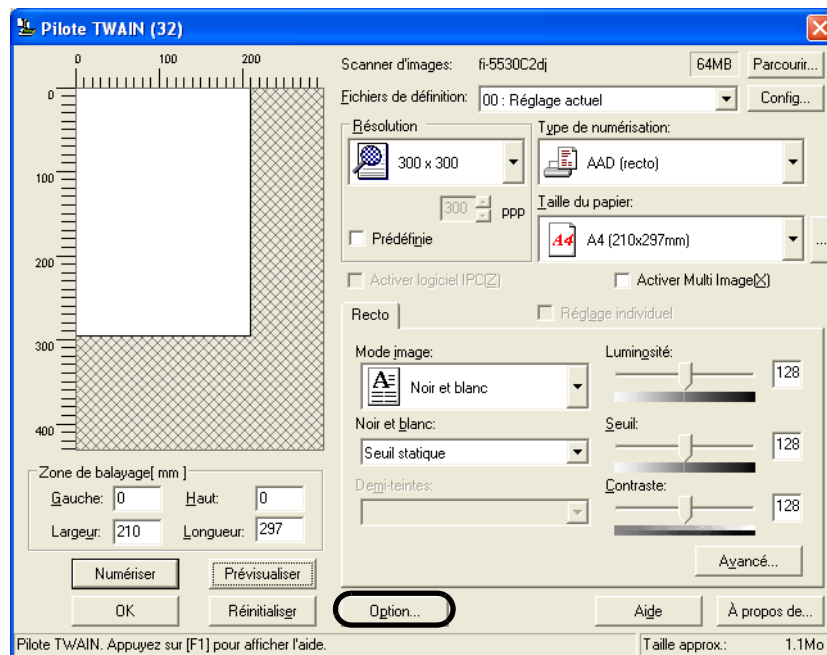 Pilote TWAIN (32)
0 100 200
0
100
200
300
400
Zone de balayage[ mm ]
Gauche: 0 Haut: 0
Largeur: 210 Longueur: 297
Numériser Prévisualiser
OK Réinitialiser
Scanner d'images: fi-5530C2dj 64MB Parcourir...
Fichiers de définition: 00 : Réglage actuel Config...
Résolution
300 x 300
300 ppp
Prédéfinie
Type de numérisation:
AAD (recto)
Taille du papier:
A4 A4 (210x297mm) ...
Activer logiciel IPC(Z) Activer Multi Image(X)
Recto Réglage individuel
Mode image:
Noir et blanc
Noir et blanc:
Seuil statique
Demi-teintes:
Luminosité:
128
Seuil:
128
Contraste:
128
Avancé...
Option... Aide À propos de...
Pilote TWAIN. Appuyez sur [F1] pour afficher l'aide. Taille approx.: 1.1Mo